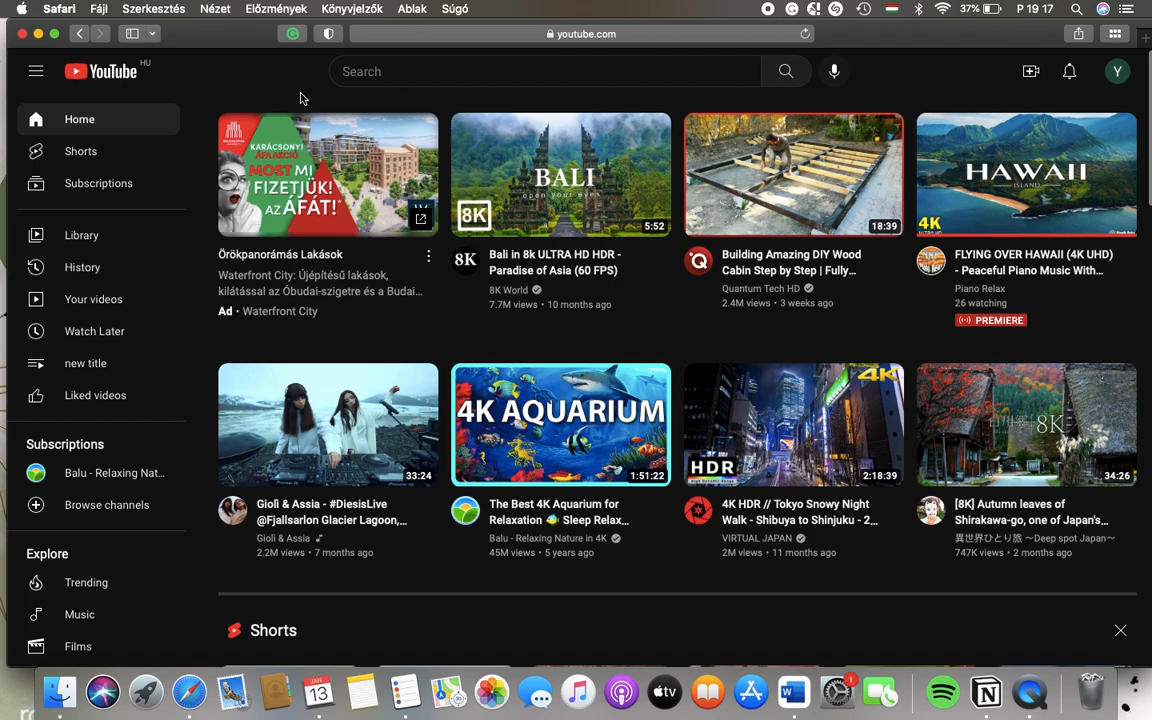 Safari Fájl Szerkesztés Nézet Előzmények Könyvjelzők Ablak Súgó 37% P 19 17
youtube.com
YouTube HU
Search
Y
Home
Shorts
Subscriptions
Library
History
Your videos
Watch Later
new title
Liked videos
Subscriptions
Balu - Relaxing Nat...
Browse channels
Explore
Trending
Music
Films
KARÁCSONYI
ÁFA AKCIÓ
MOST MI
FIZETJÜK!
AZ ÁFÁT!*
Örökpanorámás Lakások
Waterfront City: Újépítésű lakások,
kilátással az Óbudai-szigetre és a Budai...
Ad · Waterfront City
BALI
open your eyes
8K
5:52
8K
Bali in 8k ULTRA HD HDR -
Paradise of Asia (60 FPS)
8K World
7.7M views · 10 months ago
18:39
Building Amazing DIY Wood
Cabin Step by Step | Fully...
Quantum Tech HD
2.4M views · 3 weeks ago
HAWAII
ISLAND
4K
FLYING OVER HAWAII (4K UHD)
- Peaceful Piano Music With...
Piano Relax
26 watching
PREMIERE
33:24
Giolì & Assia - #DiesisLive
@Fjallsarlon Glacier Lagoon,...
Giolì & Assia
2.2M views · 7 months ago
4K AQUARIUM
1:51:22
The Best 4K Aquarium for
Relaxation 🐠 Sleep Relax...
Balu - Relaxing Nature in 4K
45M views · 5 years ago
4K
HDR
2:18:39
4K HDR // Tokyo Snowy Night
Walk - Shibuya to Shinjuku - 2...
VIRTUAL JAPAN
2M views · 11 months ago
8K
34:26
[8K] Autumn leaves of
Shirakawa-go, one of Japan's...
異世界ひとり旅 〜Deep spot Japan〜
747K views · 2 months ago
Shorts
JAN
13
tv
1